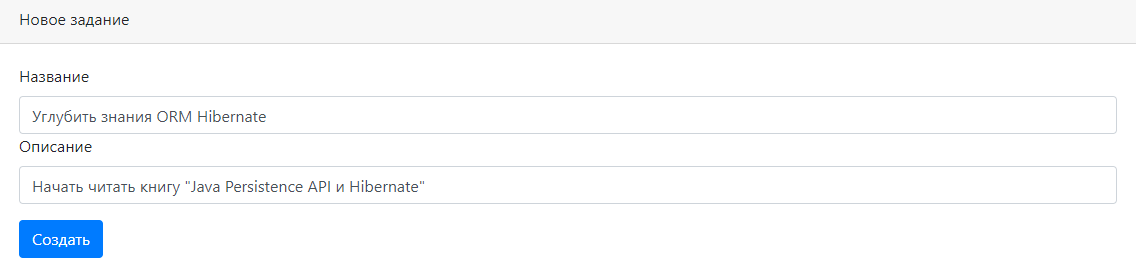 Новое задание
Название
Углубить знания ORM Hibernate
Описание
Начать читать книгу "Java Persistence API и Hibernate"
Создать